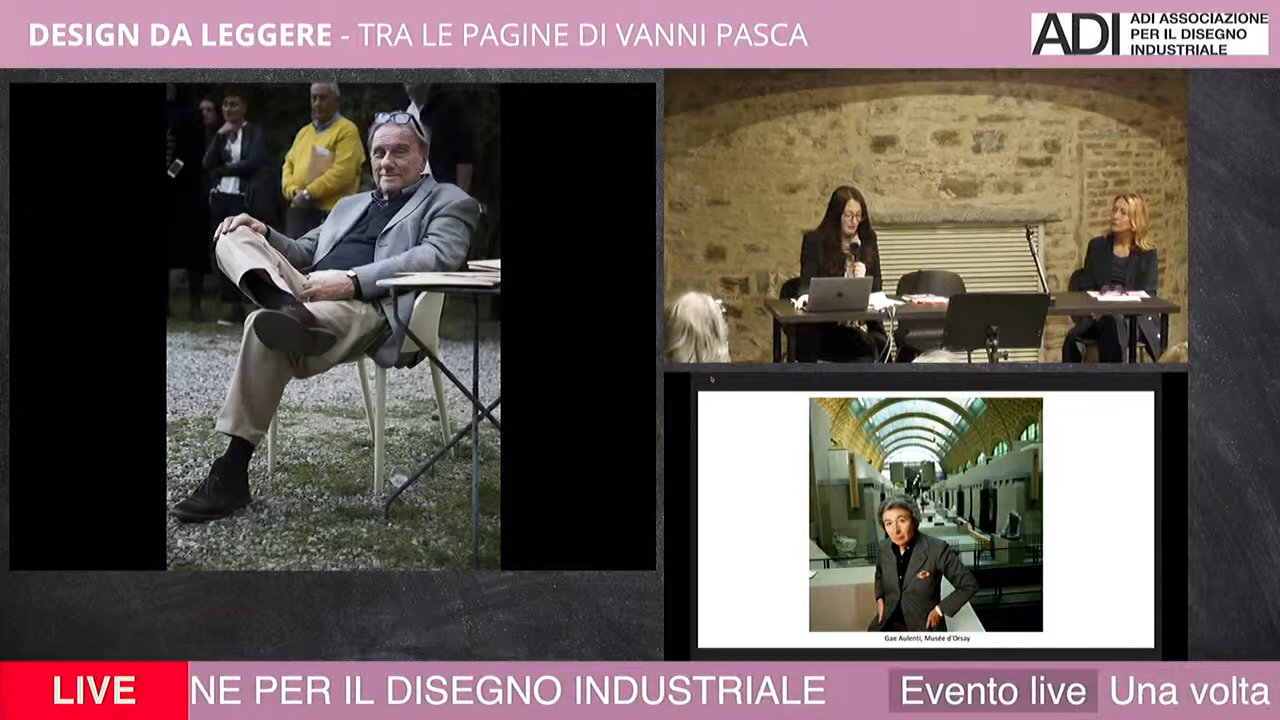 DESIGN DA LEGGERE - TRA LE PAGINE DI VANNI PASCA
ADI ADI ASSOCIAZIONE
PER IL DISEGNO
INDUSTRIALE
Gae Aulenti, Musée d'Orsay
LIVE NE PER IL DISEGNO INDUSTRIALE Evento live Una volta